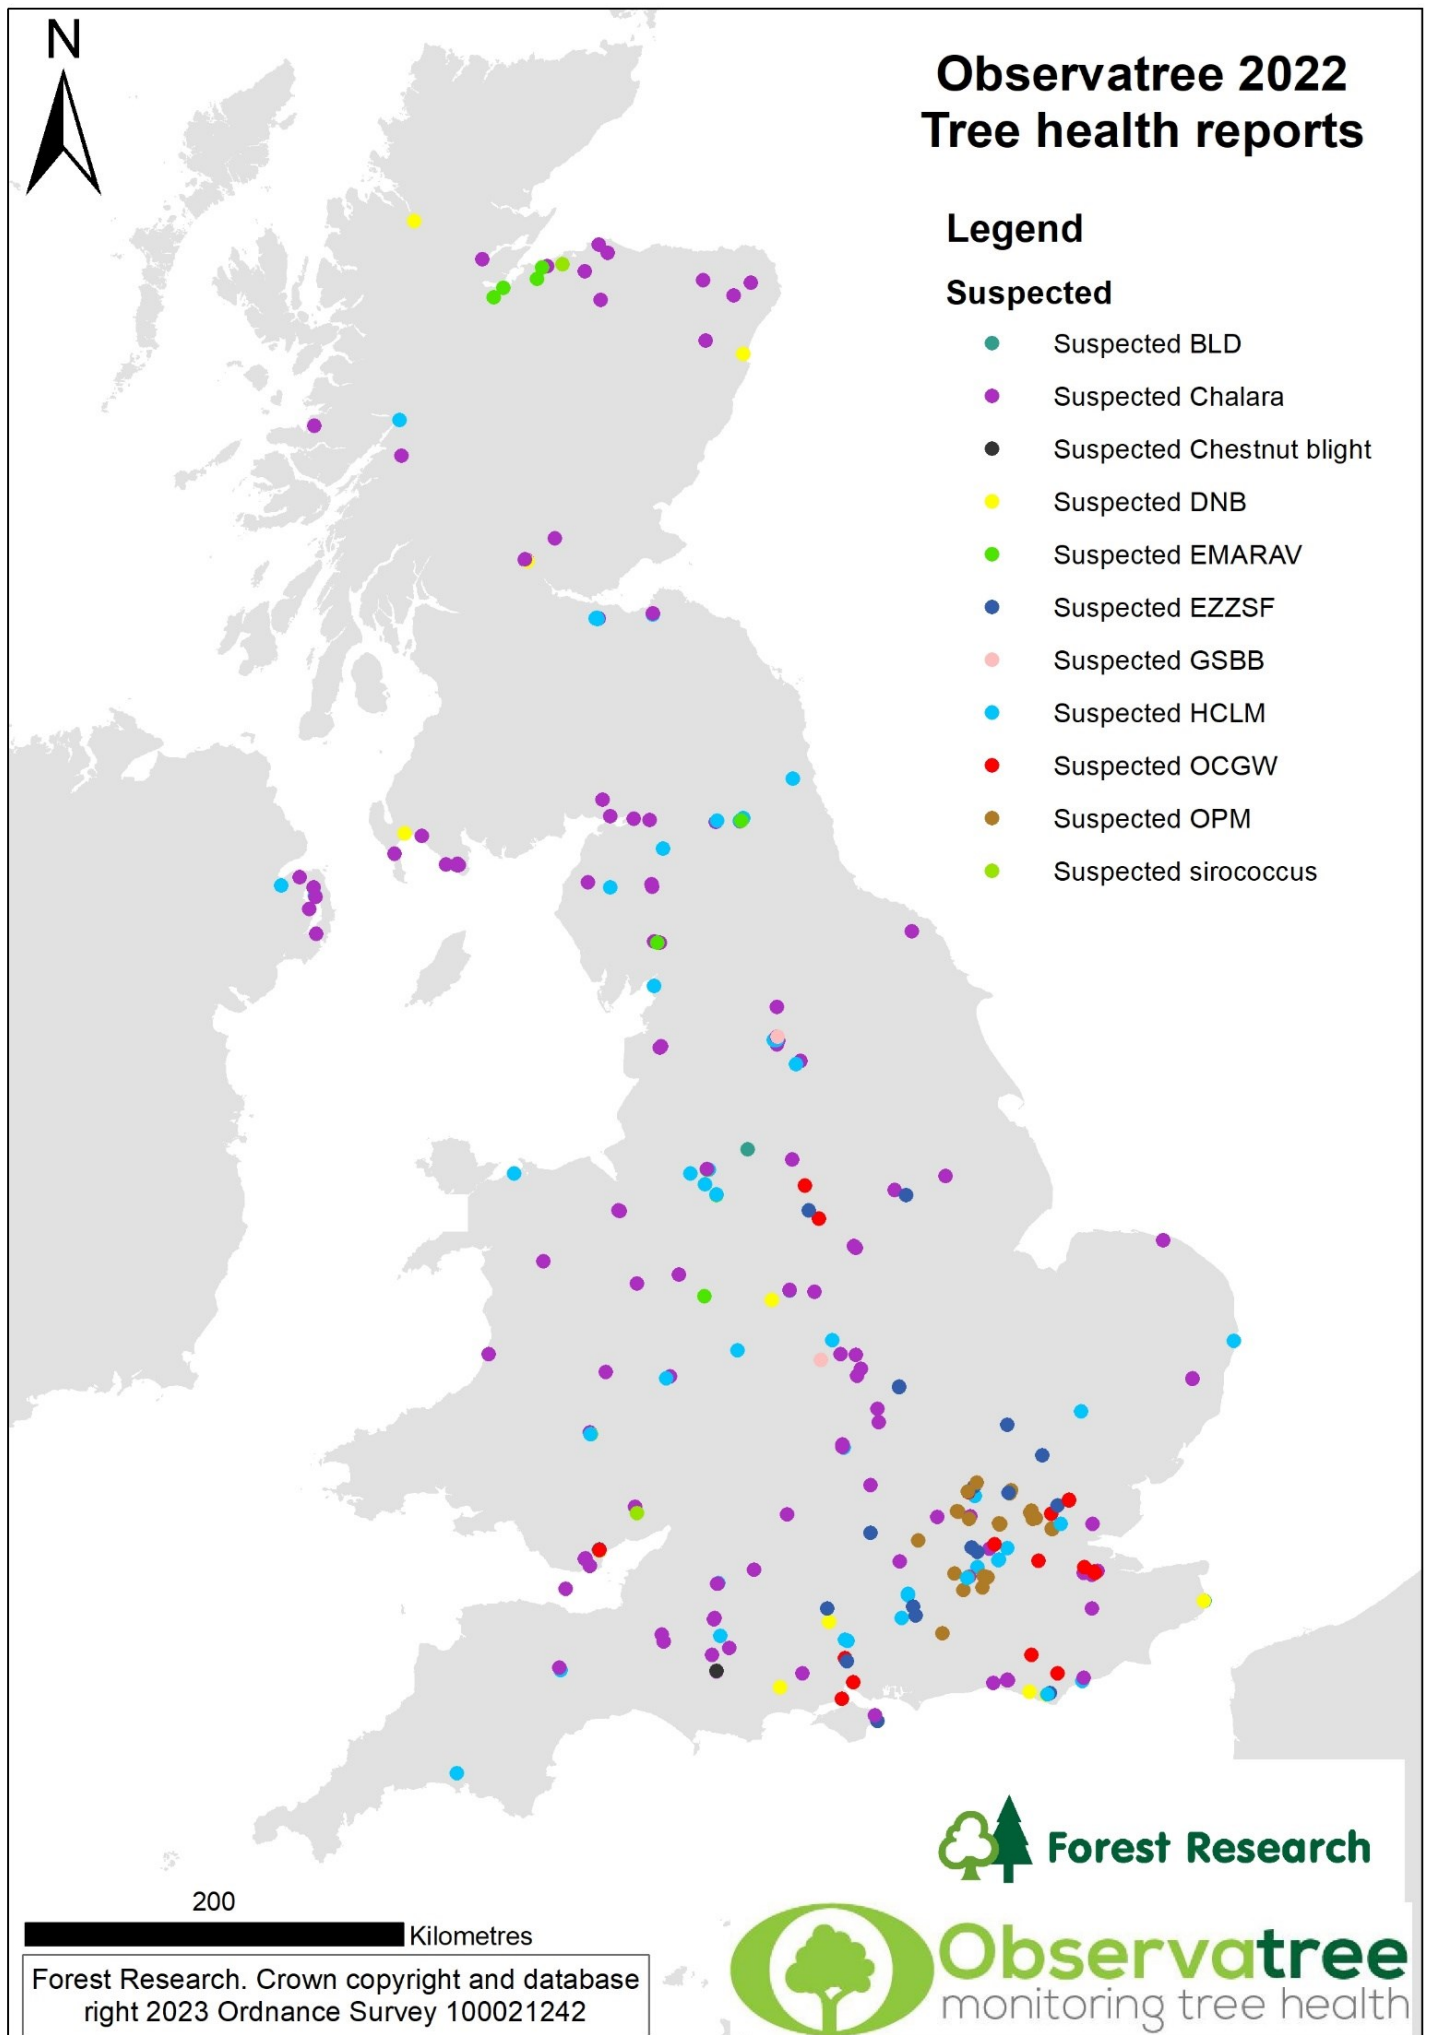 N
Observatree 2022
Tree health reports
Legend
Suspected
Suspected BLD
Suspected Chalara
Suspected Chestnut blight
Suspected DNB
Suspected EMARAV
Suspected EZZSF
Suspected GSBB
Suspected HCLM
Suspected OCGW
Suspected OPM
Suspected sirococcus
Forest Research
200
Kilometres
Forest Research. Crown copyright and database
right 2023 Ordnance Survey 100021242
Observatree
monitoring tree health